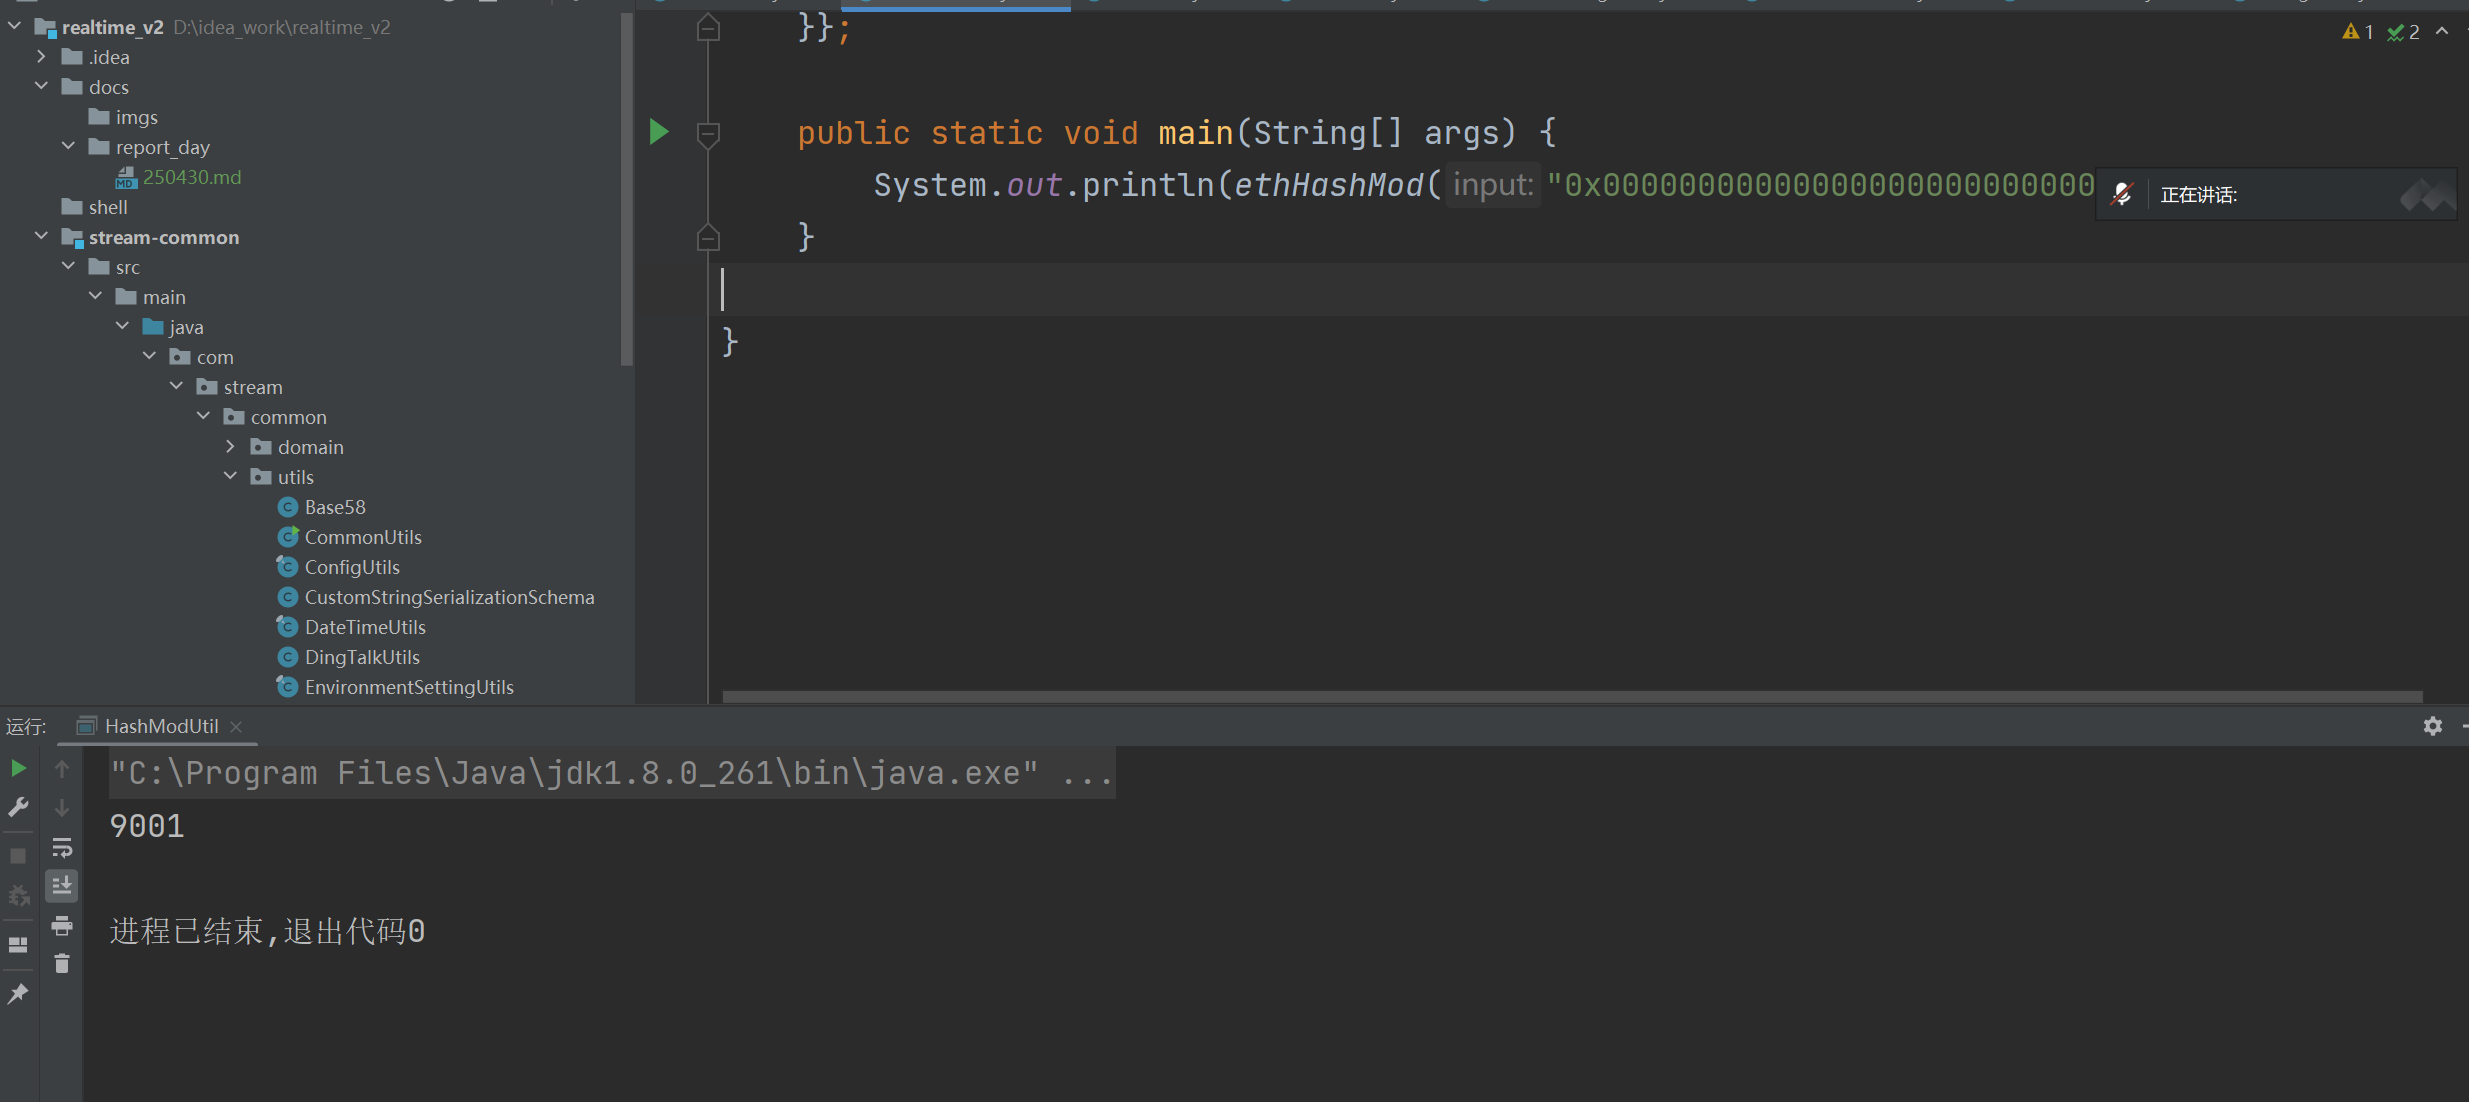 realtime_v2 D:\idea_work\realtime_v2
.idea
docs
imgs
report_day
250430.md
shell
stream-common
src
main
java
com
stream
common
domain
utils
Base58
CommonUtils
ConfigUtils
CustomStringSerializationSchema
DateTimeUtils
DingTalkUtils
EnvironmentSettingUtils
}};
1 2
public static void main(String[] args) {
System.out.println(ethHashMod( input: "0x00000000000000000000000000
正在讲话:
}
}
运行: HashModUtil
"C:\Program Files\Java\jdk1.8.0_261\bin\java.exe" ...
9001
进程已结束,退出代码0